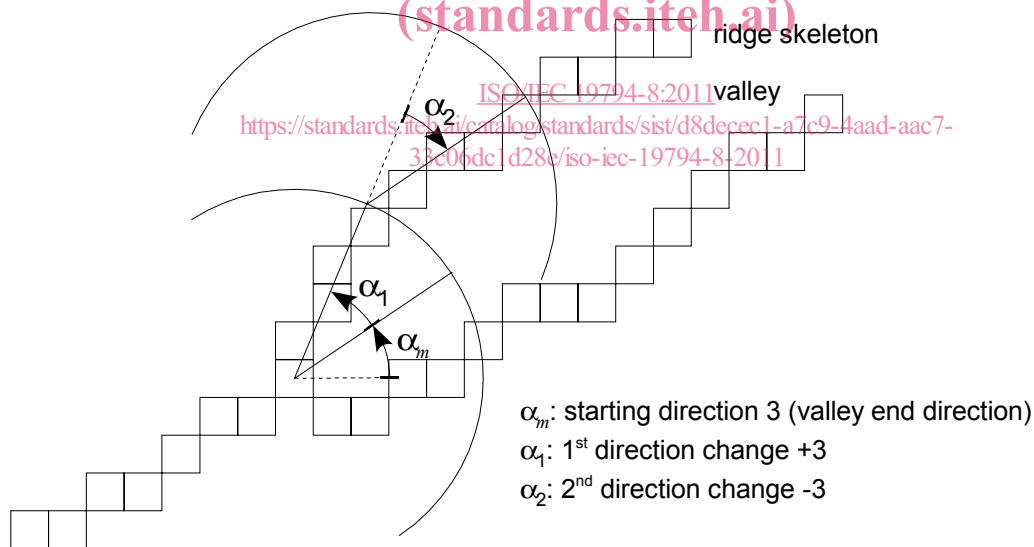 (standards.iteh.ai)
ridge skeleton
ISO/IEC 19794-8:2011
valley
https://standards.iteh.ai/catalog/standards/sist/d8decec1-a7c9-4aad-aac7-
33c06dc1d28e/iso-iec-19794-8-2011
α2
α1
αm
αm: starting direction 3 (valley end direction)
α1: 1st direction change +3
α2: 2nd direction change -3